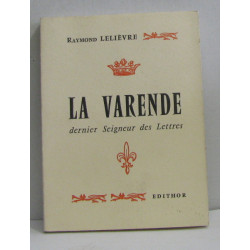 RAYMOND LELIÈVRE
LA VARENDE
dernier Seigneur des Lettres
EDITHOR